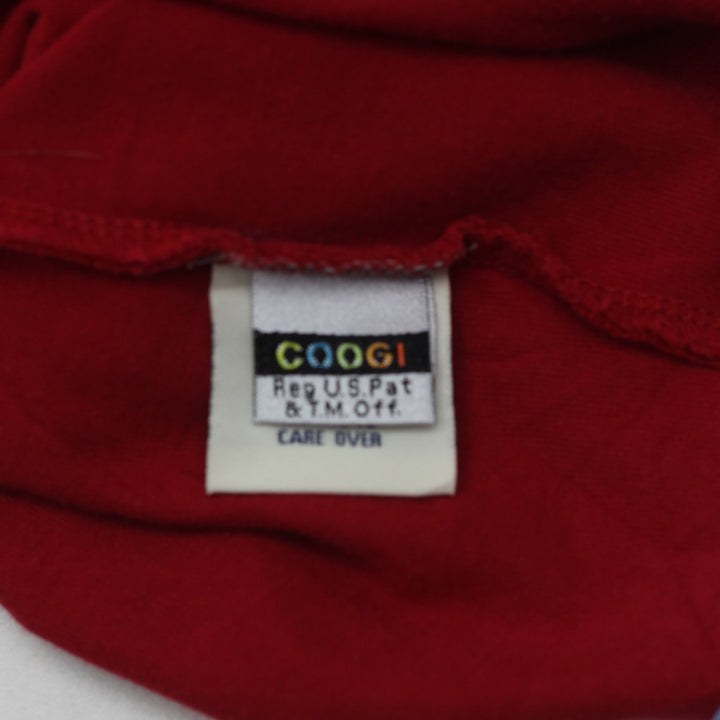 COOGI
Reg U.S. Pat
& T.M. Off.
CARE OVER